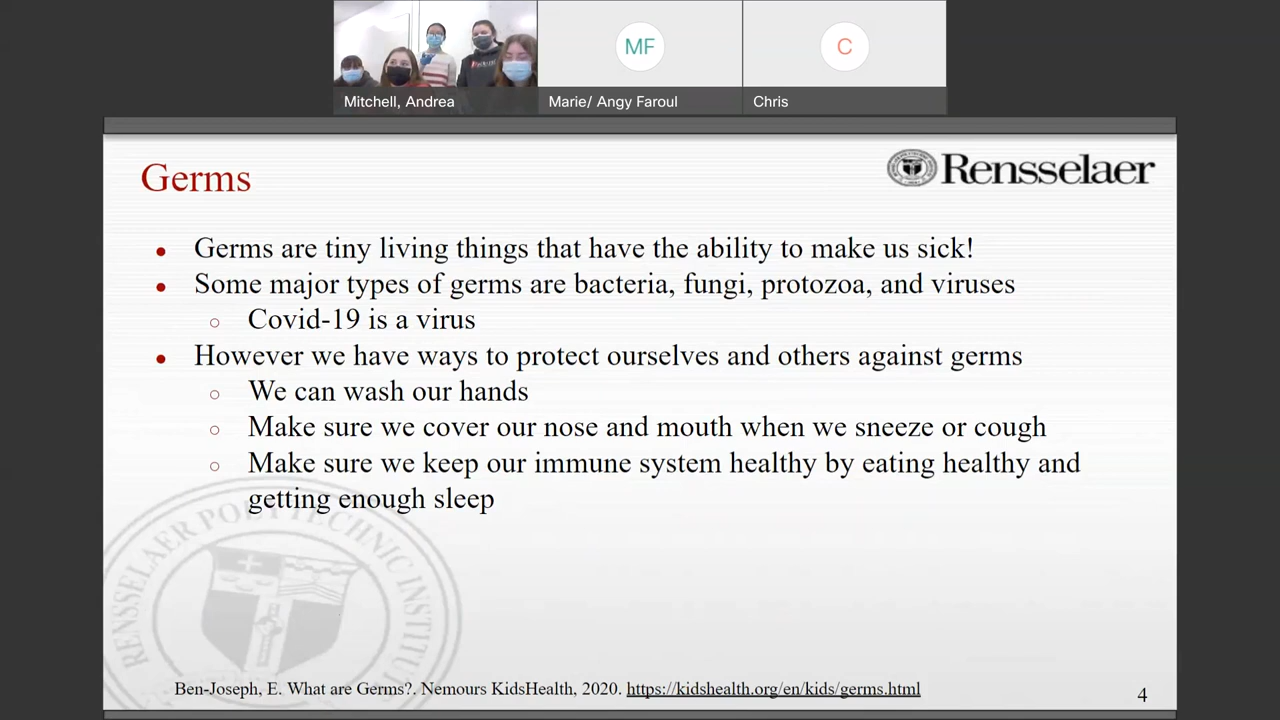 MF
C
Mitchell, Andrea
Marie/ Angy Faroul
Chris
Germs
Rensselaer
• Germs are tiny living things that have the ability to make us sick!
• Some major types of germs are bacteria, fungi, protozoa, and viruses
○ Covid-19 is a virus
• However we have ways to protect ourselves and others against germs
○ We can wash our hands
○ Make sure we cover our nose and mouth when we sneeze or cough
○ Make sure we keep our immune system healthy by eating healthy and
getting enough sleep
RENSSELAER POLYTECHNIC
Ben-Joseph, E. What are Germs?. Nemours KidsHealth, 2020. https://kidshealth.org/en/kids/germs.html
4